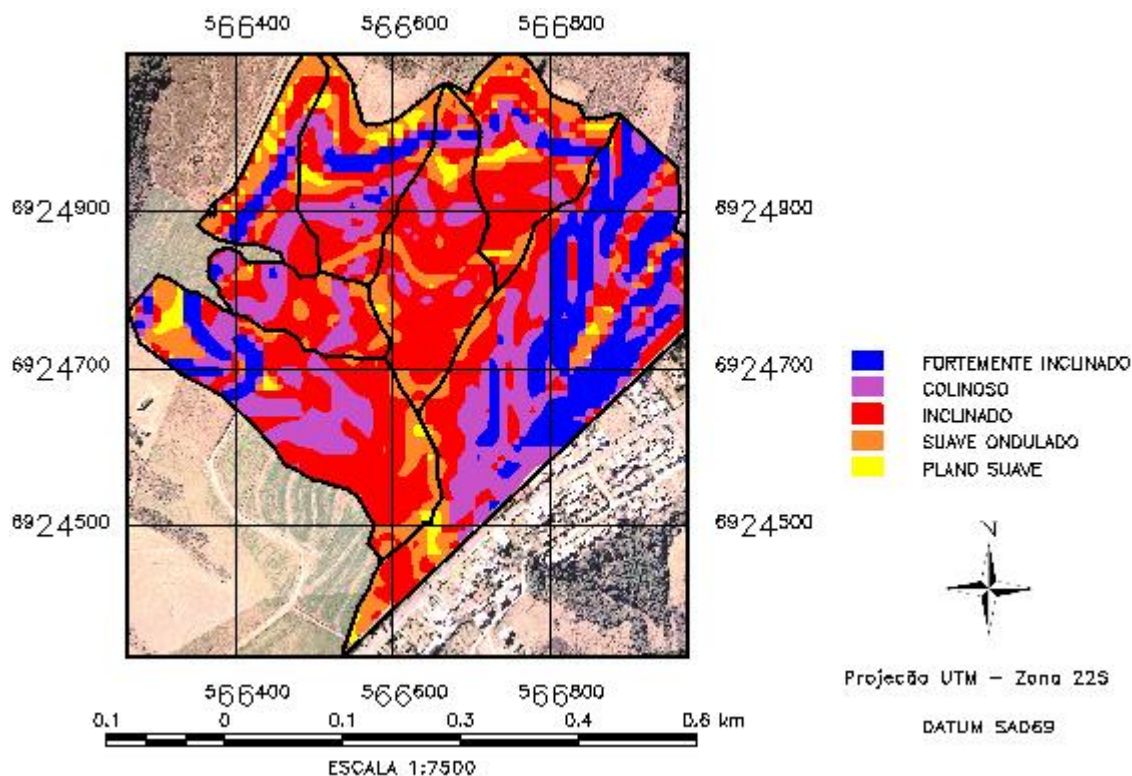 566400 566600 566800
6924900 6924900
6924700 6924700
6924500 6924500
566400 566600 566800
FORTEMENTE INCLINADO
COLINOSO
INCLINADO
SUAVE ONDULADO
PLANO SUAVE
N
Projecão UTM – Zona 22S
DATUM SAD69
0.1 0 0.1 0.3 0.4 0.6 km
ESCALA 1:7500